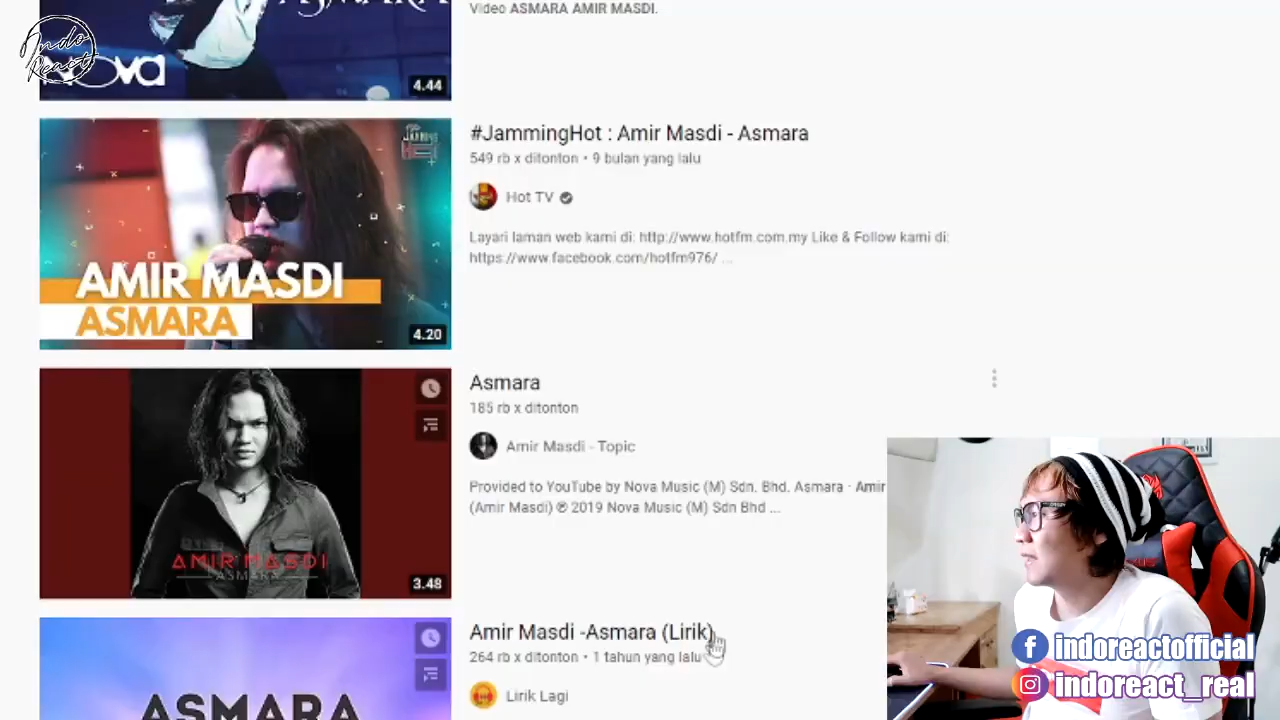 ASMARA
Video ASMARA AMIR MASDI.
Indo
React
Nova
4.44
#JammingHot : Amir Masdi - Asmara
549 rb x ditonton • 9 bulan yang lalu
Hot TV
Layari laman web kami di: http://www.hotfm.com.my Like & Follow kami di:
https://www.facebook.com/hotfm976/ ...
AMIR MASDI
ASMARA
4.20
Asmara
185 rb x ditonton
Amir Masdi - Topic
Provided to YouTube by Nova Music (M) Sdn. Bhd. Asmara · Amir
(Amir Masdi) ℗ 2019 Nova Music (M) Sdn Bhd ...
AMIR MASDI
ASMARA
3.48
Amir Masdi -Asmara (Lirik)
264 rb x ditonton • 1 tahun yang lalu
Lirik Lagi
ASMARA
indoreactofficial
indoreact_real